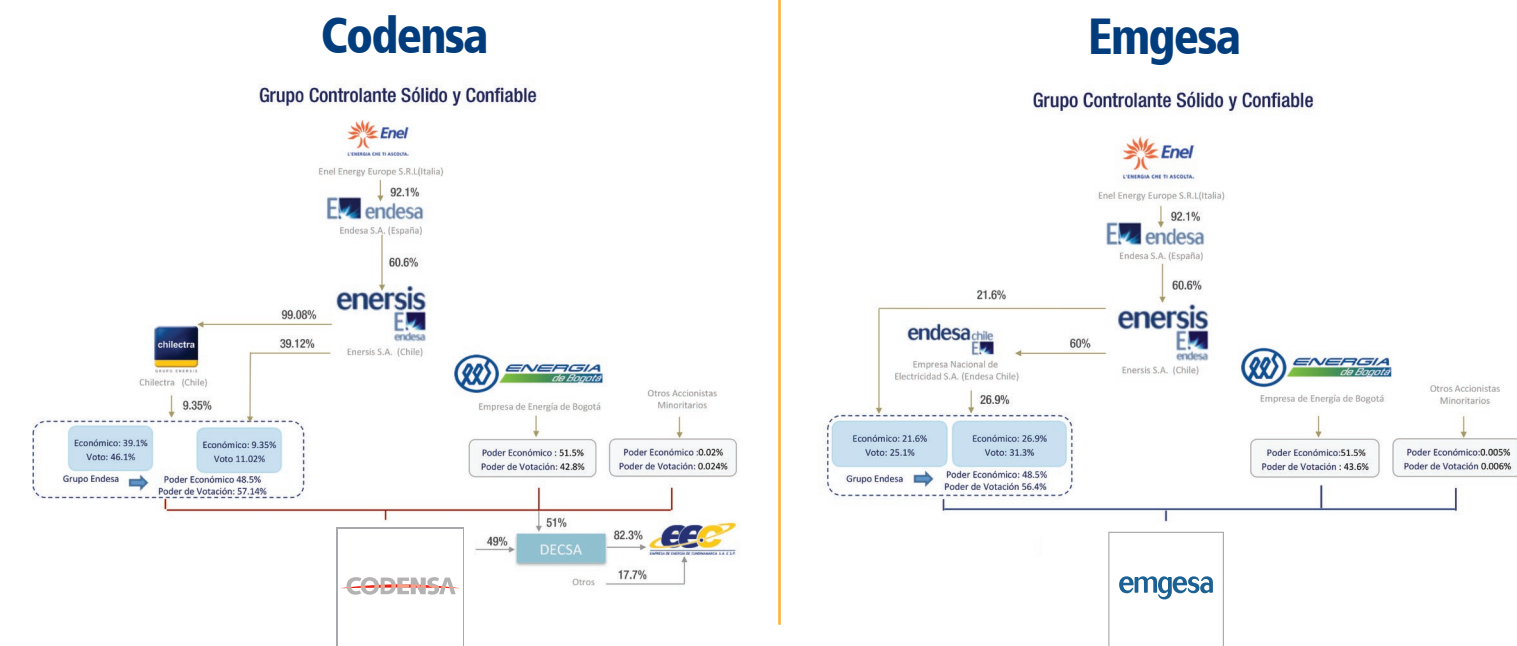 Codensa
Grupo Controlante Sólido y Confiable
Enel
L'ENERGIA CHE TI ASCOLTA.
Enel Energy Europe S.R.L(Italia)
92.1%
endesa
Endesa S.A. (España)
60.6%
enersis
endesa
Enersis S.A. (Chile)
99.08%
39.12%
chilectra
GRUPO ENERSIS
Chilectra (Chile)
9.35%
Económico: 39.1%
Voto: 46.1%
Económico: 9.35%
Voto 11.02%
Grupo Endesa
Poder Económico 48.5%
Poder de Votación: 57.14%
ENERGIA
de Bogotá
Empresa de Energía de Bogotá
Poder Económico : 51.5%
Poder de Votación: 42.8%
Otros Accionistas
Minoritarios
Poder Económico :0.02%
Poder de Votación: 0.024%
51%
49%
DECSA
82.3%
EEC
EMPRESA DE ENERGIA DE CUNDINAMARCA S.A. E.S.P.
Otros
17.7%
CODENSA
Emgesa
Grupo Controlante Sólido y Confiable
Enel
L'ENERGIA CHE TI ASCOLTA.
Enel Energy Europe S.R.L(Italia)
92.1%
endesa
Endesa S.A. (España)
60.6%
enersis
endesa
Enersis S.A. (Chile)
21.6%
60%
endesa chile
Empresa Nacional de
Electricidad S.A. (Endesa Chile)
26.9%
Económico: 21.6%
Voto: 25.1%
Económico: 26.9%
Voto: 31.3%
Grupo Endesa
Poder Económico: 48.5%
Poder de Votación 56.4%
ENERGIA
de Bogotá
Empresa de Energía de Bogotá
Poder Económico:51.5%
Poder de Votación : 43.6%
Otros Accionistas
Minoritarios
Poder Económico:0.005%
Poder de Votación 0.006%
emgesa